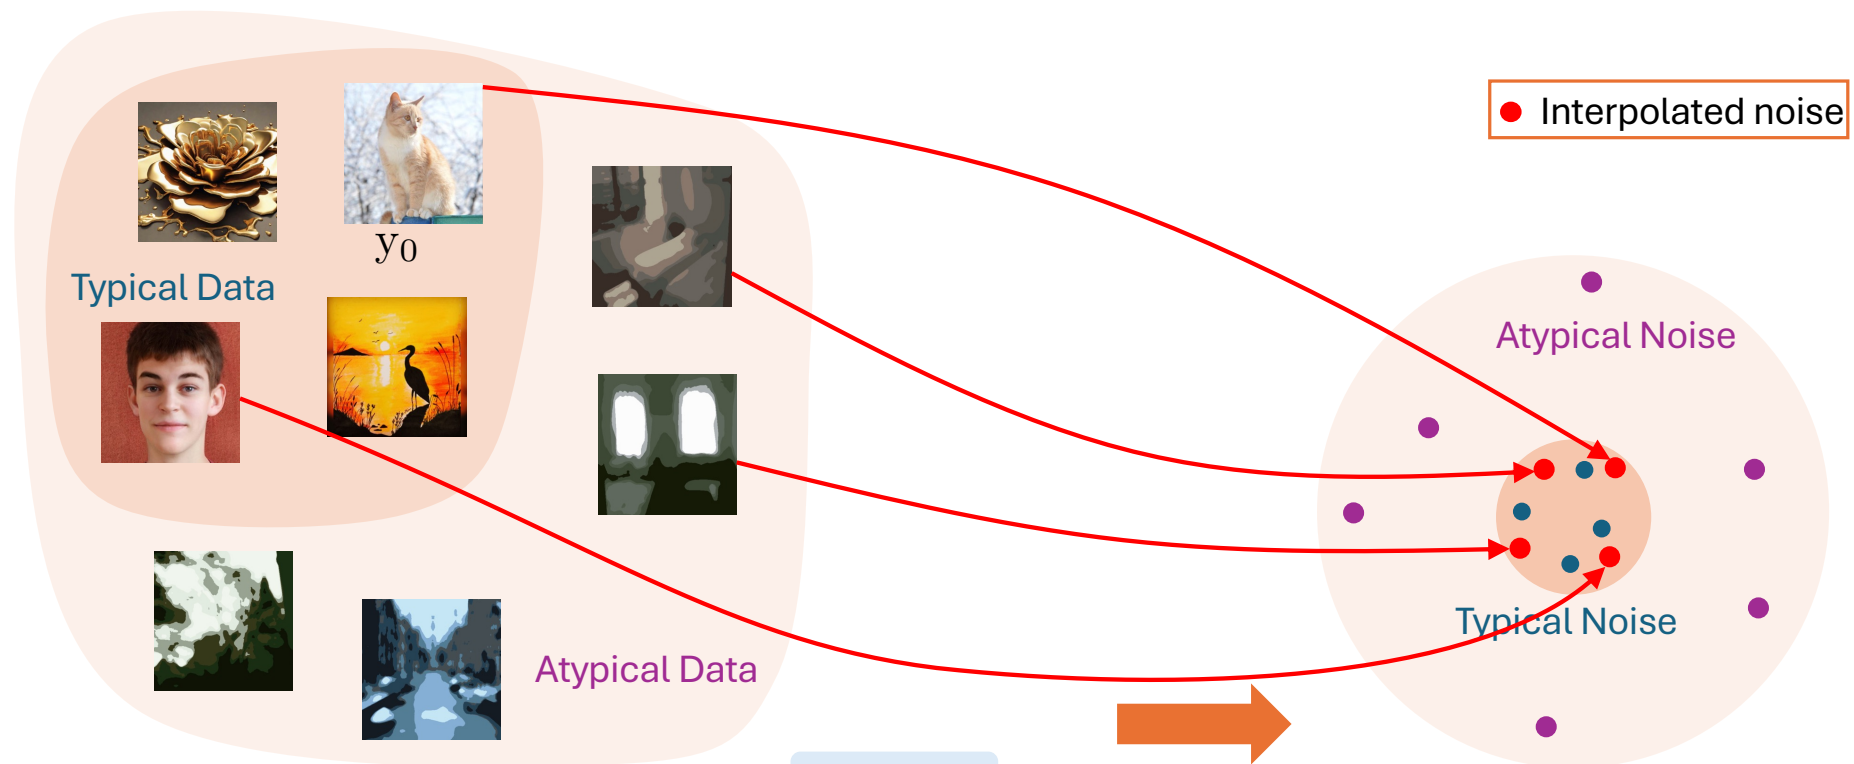 Interpolated noise
y₀
Typical Data
Atypical Noise
Typical Noise
Atypical Data